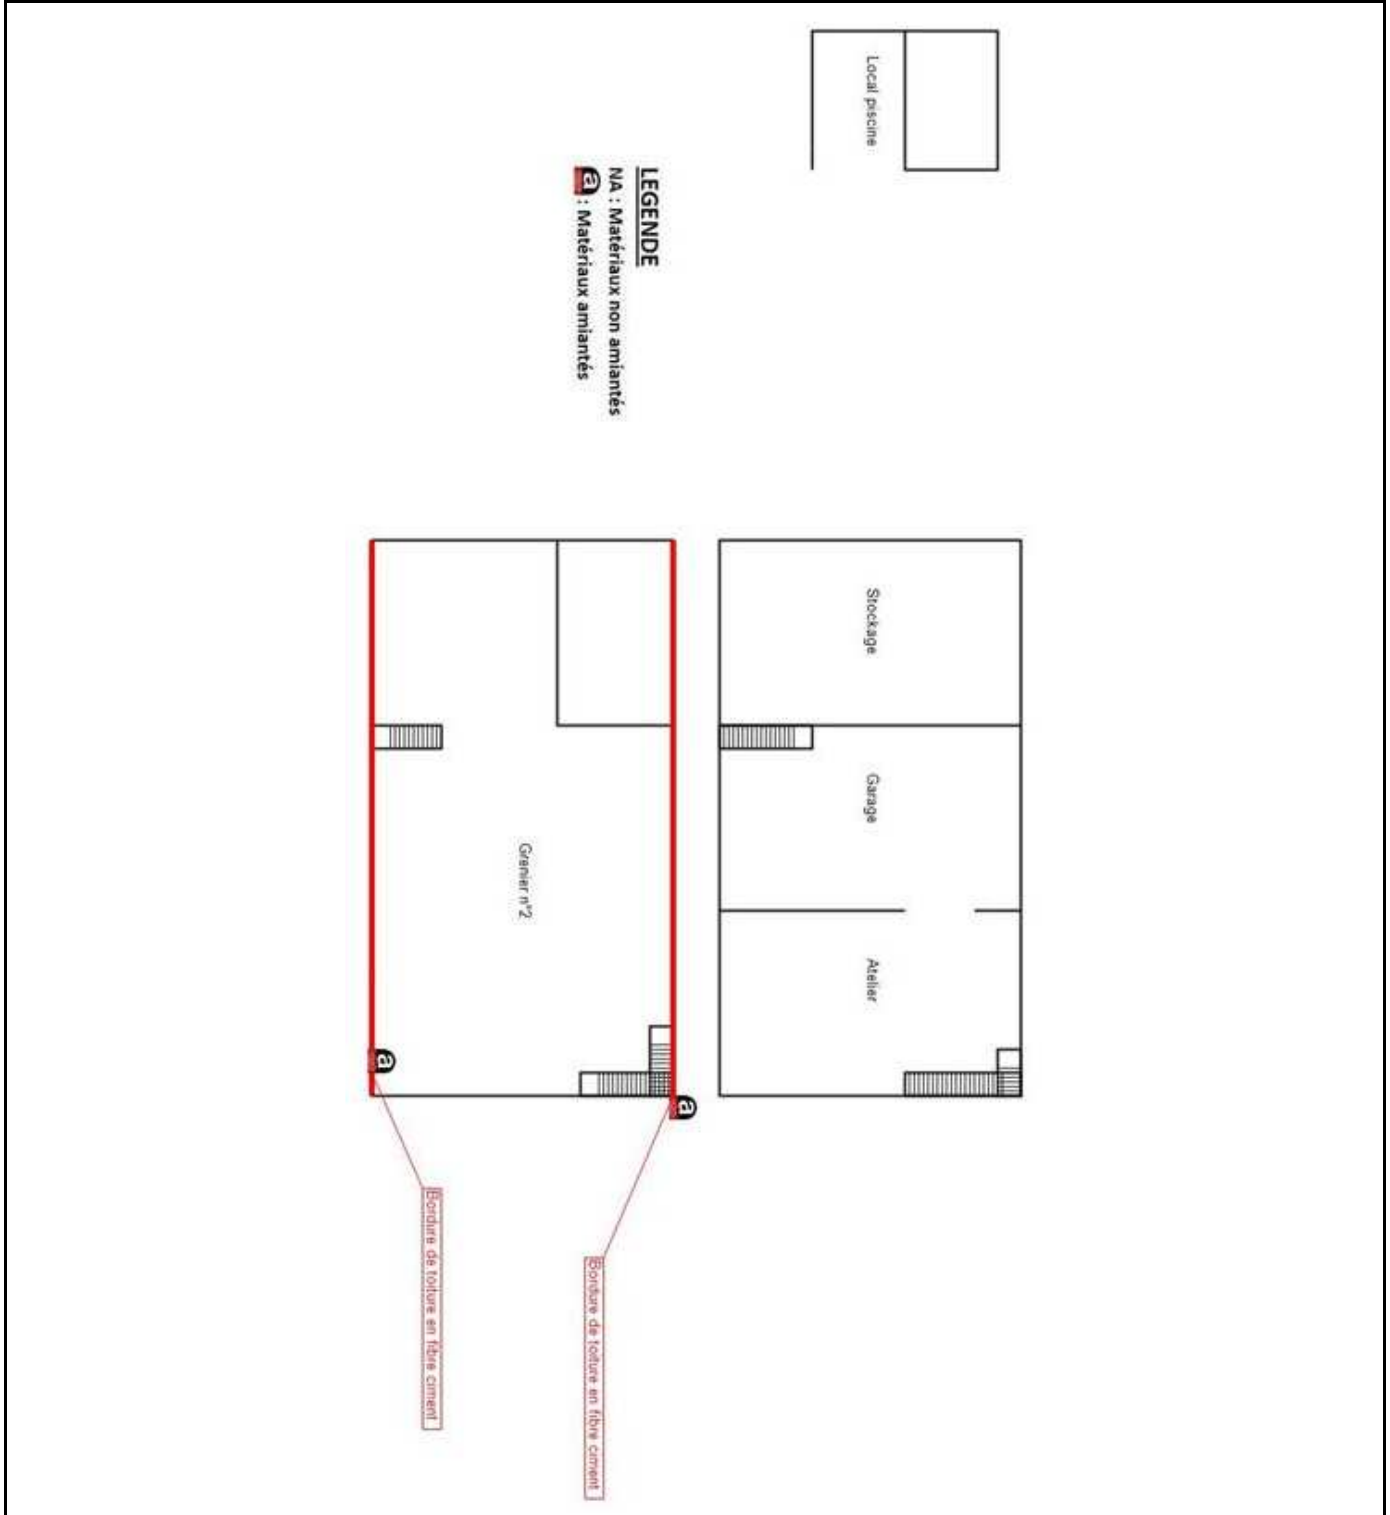 Local piscine
LEGENDE
NA : Matériaux non amiantés
a : Matériaux amiantés
Stockage
Garage
Atelier
Grenier n°2
a
a
Bordure de toiture en fibre ciment
Bordure de toiture en fibre ciment